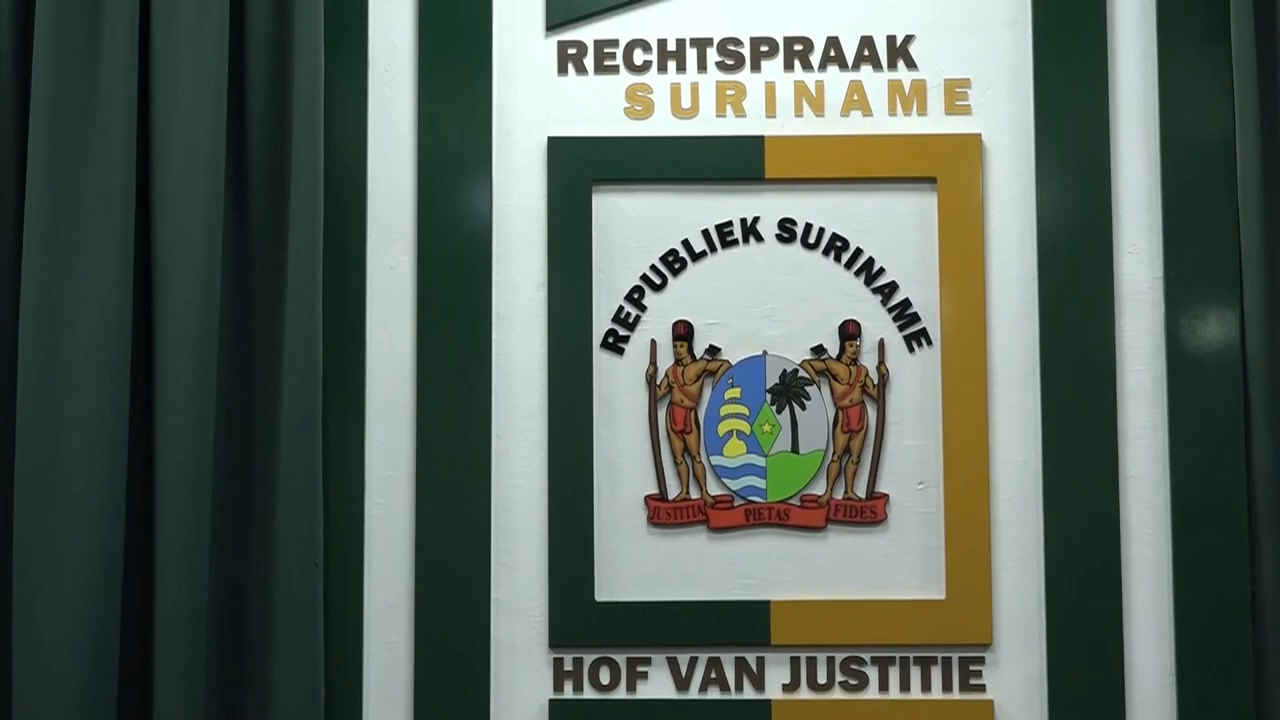 RECHTSPRAAK
SURINAME
REPUBLIEK SURINAME
JUSTITIA PIETAS FIDES
HOF VAN JUSTITIE